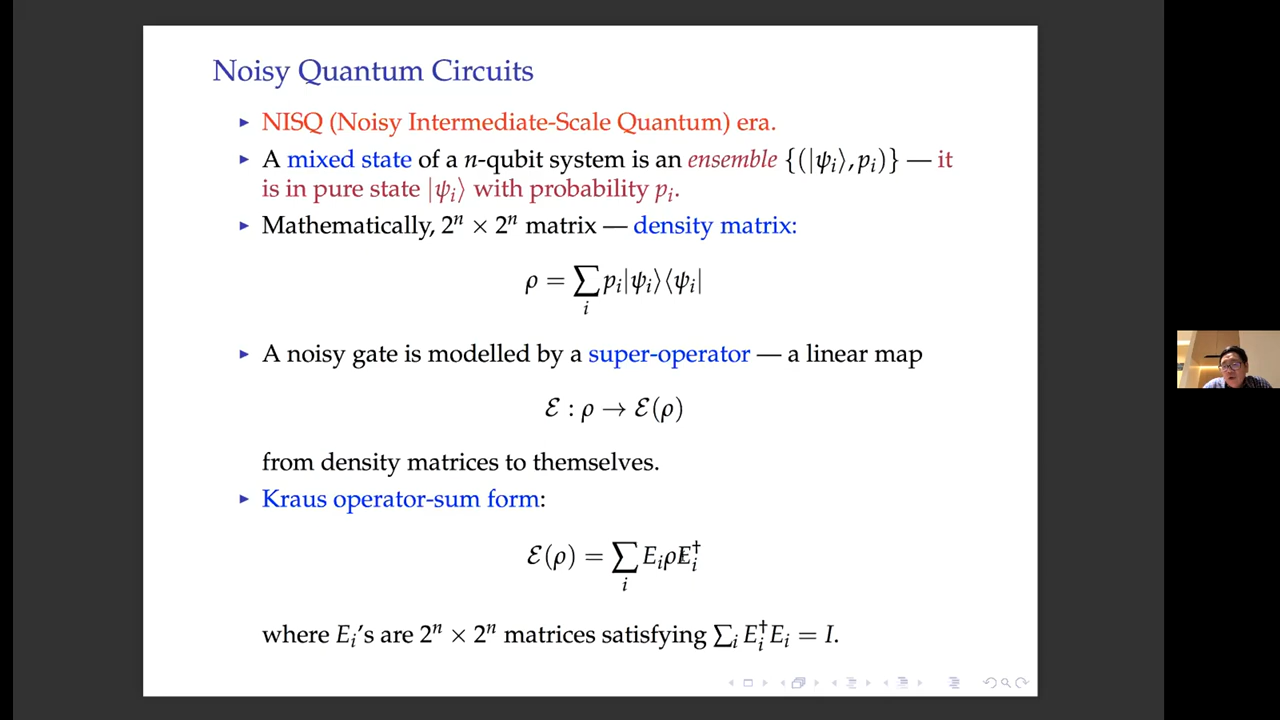 Noisy Quantum Circuits
▸ NISQ (Noisy Intermediate-Scale Quantum) era.
▸ A mixed state of a n-qubit system is an ensemble {(|ψᵢ⟩, pᵢ)} — it
is in pure state |ψᵢ⟩ with probability pᵢ.
▸ Mathematically, 2ⁿ × 2ⁿ matrix — density matrix:
ρ = ∑ᵢ pᵢ|ψᵢ⟩⟨ψᵢ|
▸ A noisy gate is modelled by a super-operator — a linear map
ℰ : ρ → ℰ(ρ)
from density matrices to themselves.
▸ Kraus operator-sum form:
ℰ(ρ) = ∑ᵢ EᵢρEᵢ†
where Eᵢ's are 2ⁿ × 2ⁿ matrices satisfying ∑ᵢ Eᵢ†Eᵢ = I.